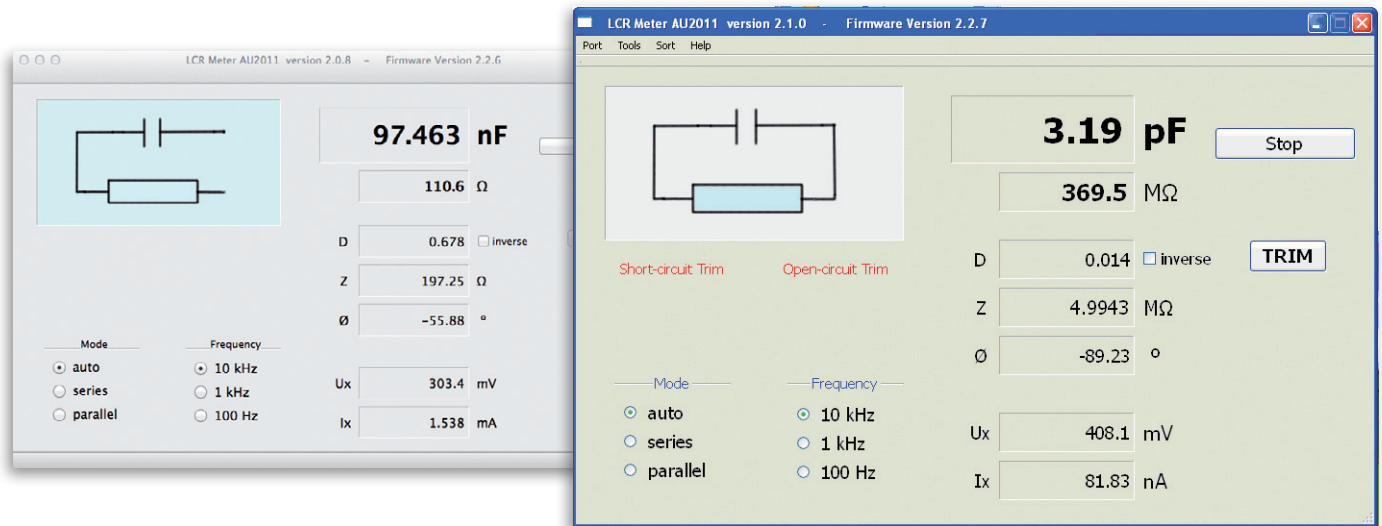 LCR Meter AU2011 version 2.0.8 - Firmware Version 2.2.6
97.463 nF
110.6 Ω
D 0.678 inverse
Z 197.25 Ω
Ø -55.88 °
Mode Frequency
auto 10 kHz
series 1 kHz
parallel 100 Hz
Ux 303.4 mV
Ix 1.538 mA
LCR Meter AU2011 version 2.1.0 - Firmware Version 2.2.7
Port Tools Sort Help
3.19 pF Stop
369.5 MΩ
Short-circuit Trim Open-circuit Trim
D 0.014 inverse TRIM
Z 4.9943 MΩ
Ø -89.23 °
Mode Frequency
auto 10 kHz
series 1 kHz
parallel 100 Hz
Ux 408.1 mV
Ix 81.83 nA